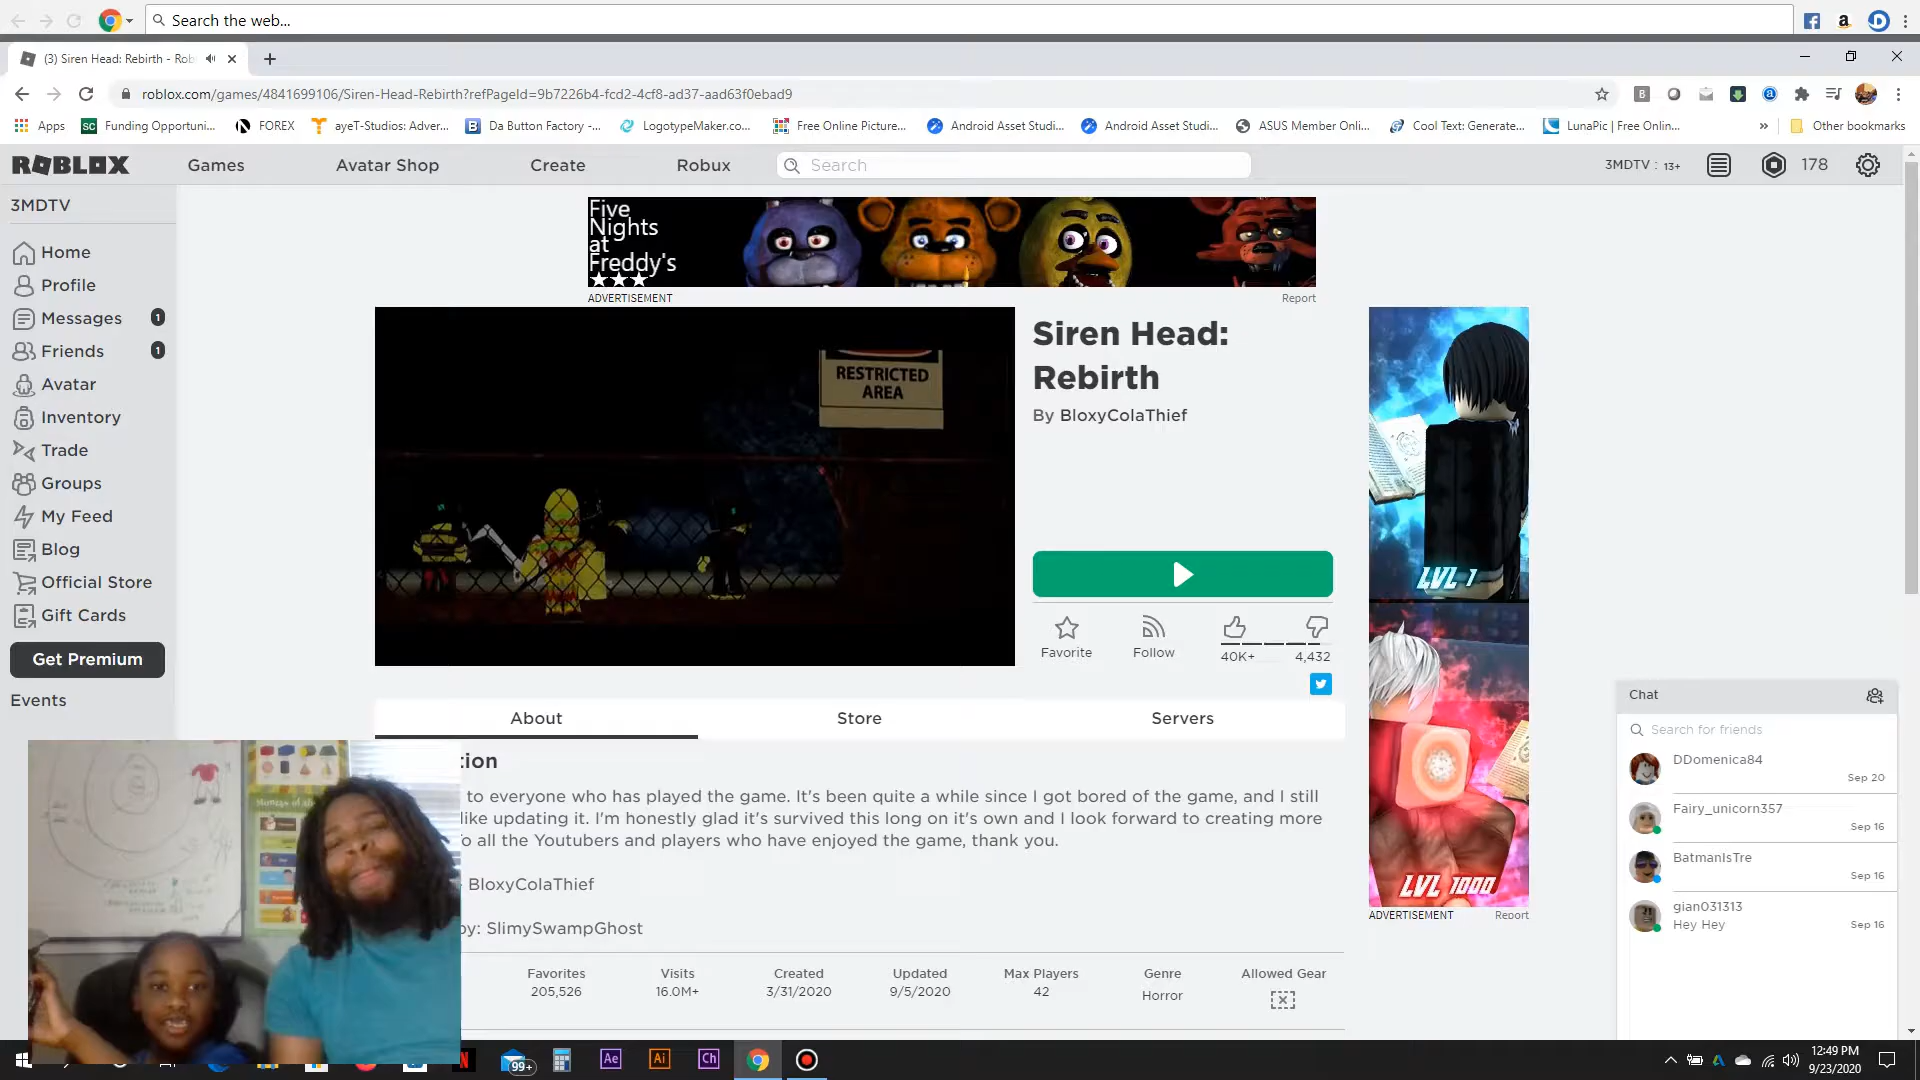 Search the web...
(3) Siren Head: Rebirth - Rob
roblox.com/games/4841699106/Siren-Head-Rebirth?refPageId=9b7226b4-fcd2-4cf8-ad37-aad63f0ebad9
Apps
Funding Opportuni...
FOREX
ayeT-Studios: Adver...
Da Button Factory -...
LogotypeMaker.co...
Free Online Picture...
Android Asset Studi...
Android Asset Studi...
ASUS Member Onli...
Cool Text: Generate...
LunaPic | Free Onlin...
»
Other bookmarks
ROBLOX
Games
Avatar Shop
Create
Robux
Search
3MDTV : 13+
178
3MDTV
Home
Profile
Messages 1
Friends 1
Avatar
Inventory
Trade
Groups
My Feed
Blog
Official Store
Gift Cards
Get Premium
Events
Five
Nights
at
Freddy's
ADVERTISEMENT
Report
RESTRICTED
AREA
Siren Head:
Rebirth
By BloxyColaThief
Favorite
Follow
40K+
4,432
LVL 1
LVL 1000
ADVERTISEMENT
Report
About
Store
Servers
tion
to everyone who has played the game. It's been quite a while since I got bored of the game, and I still
like updating it. I'm honestly glad it's survived this long on it's own and I look forward to creating more
o all the Youtubers and players who have enjoyed the game, thank you.
BloxyColaThief
by: SlimySwampGhost
Favorites
205,526
Visits
16.0M+
Created
3/31/2020
Updated
9/5/2020
Max Players
42
Genre
Horror
Allowed Gear
Chat
Search for friends
DDomenica84
Sep 20
Fairy_unicorn357
Sep 16
BatmanIsTre
Sep 16
gian031313
Hey Hey
Sep 16
99+
Ae
Ai
Ch
12:49 PM
9/23/2020